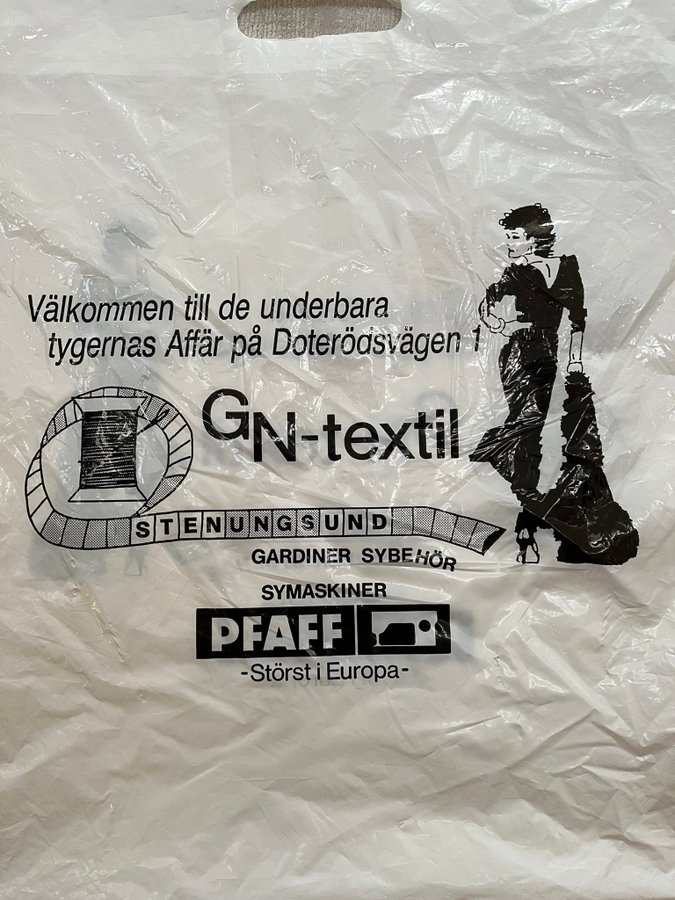 Välkommen till de underbara
tygernas Affär på Doterödsvägen 1
GN-textil
STENUNGSUND
GARDINER SYBEHÖR
SYMASKINER
PFAFF
-Störst i Europa-